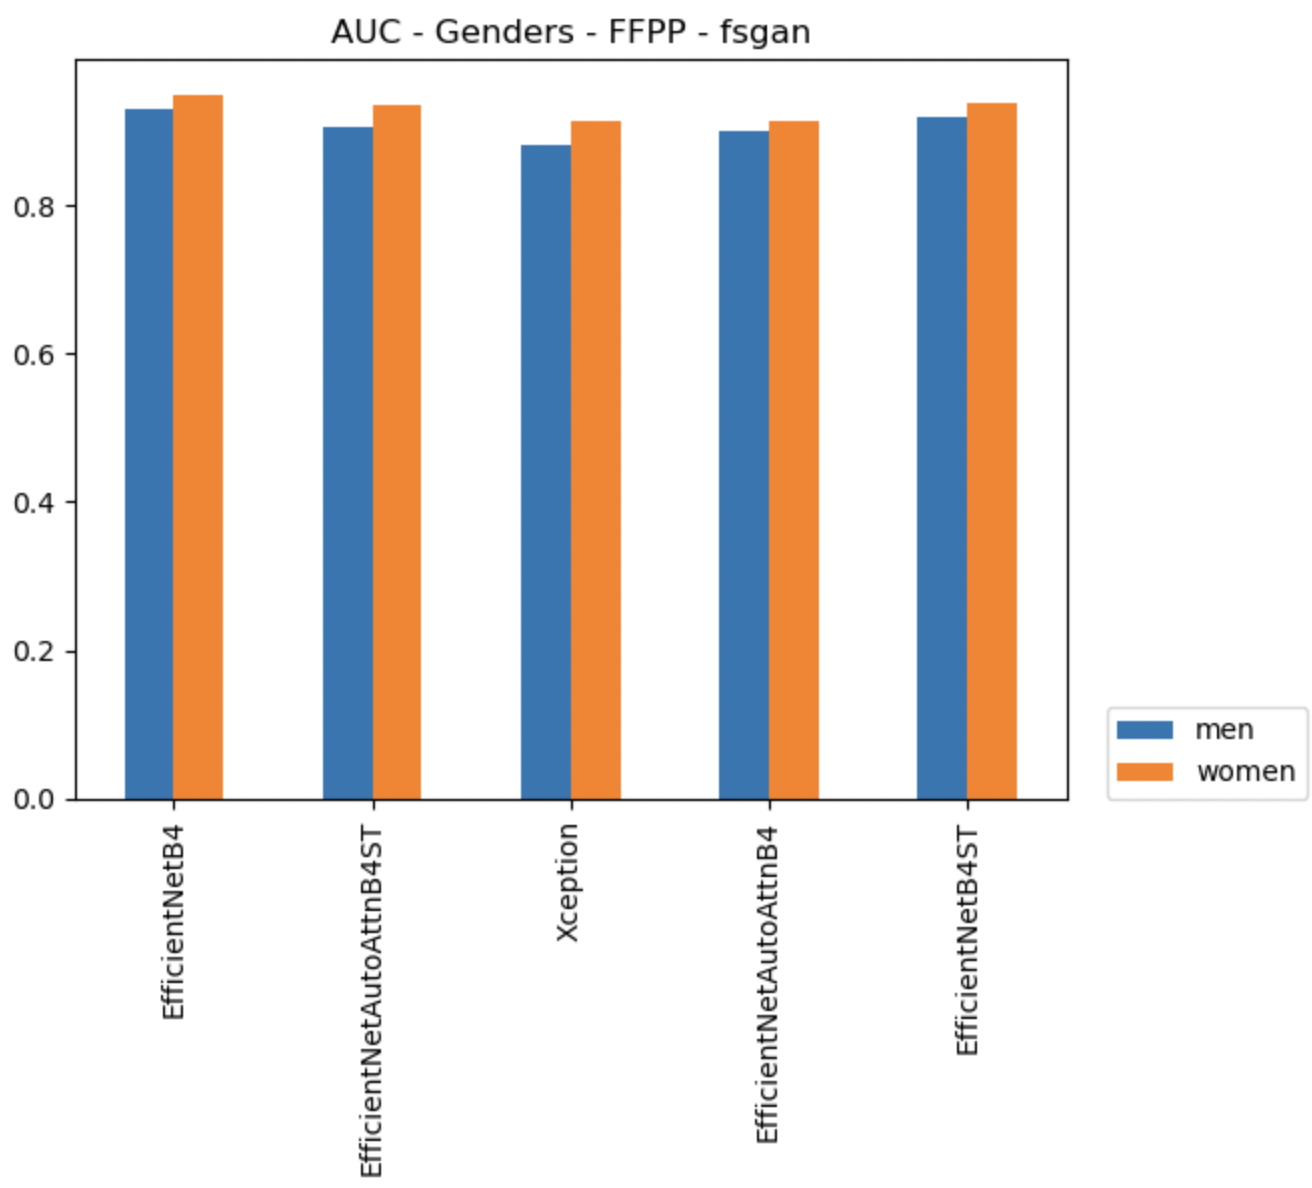 AUC - Genders - FFPP - fsgan
0.8
0.6
0.4
0.2
0.0
men
women
EfficientNetB4
EfficientNetAutoAttnB4ST
Xception
EfficientNetAutoAttnB4
EfficientNetB4ST